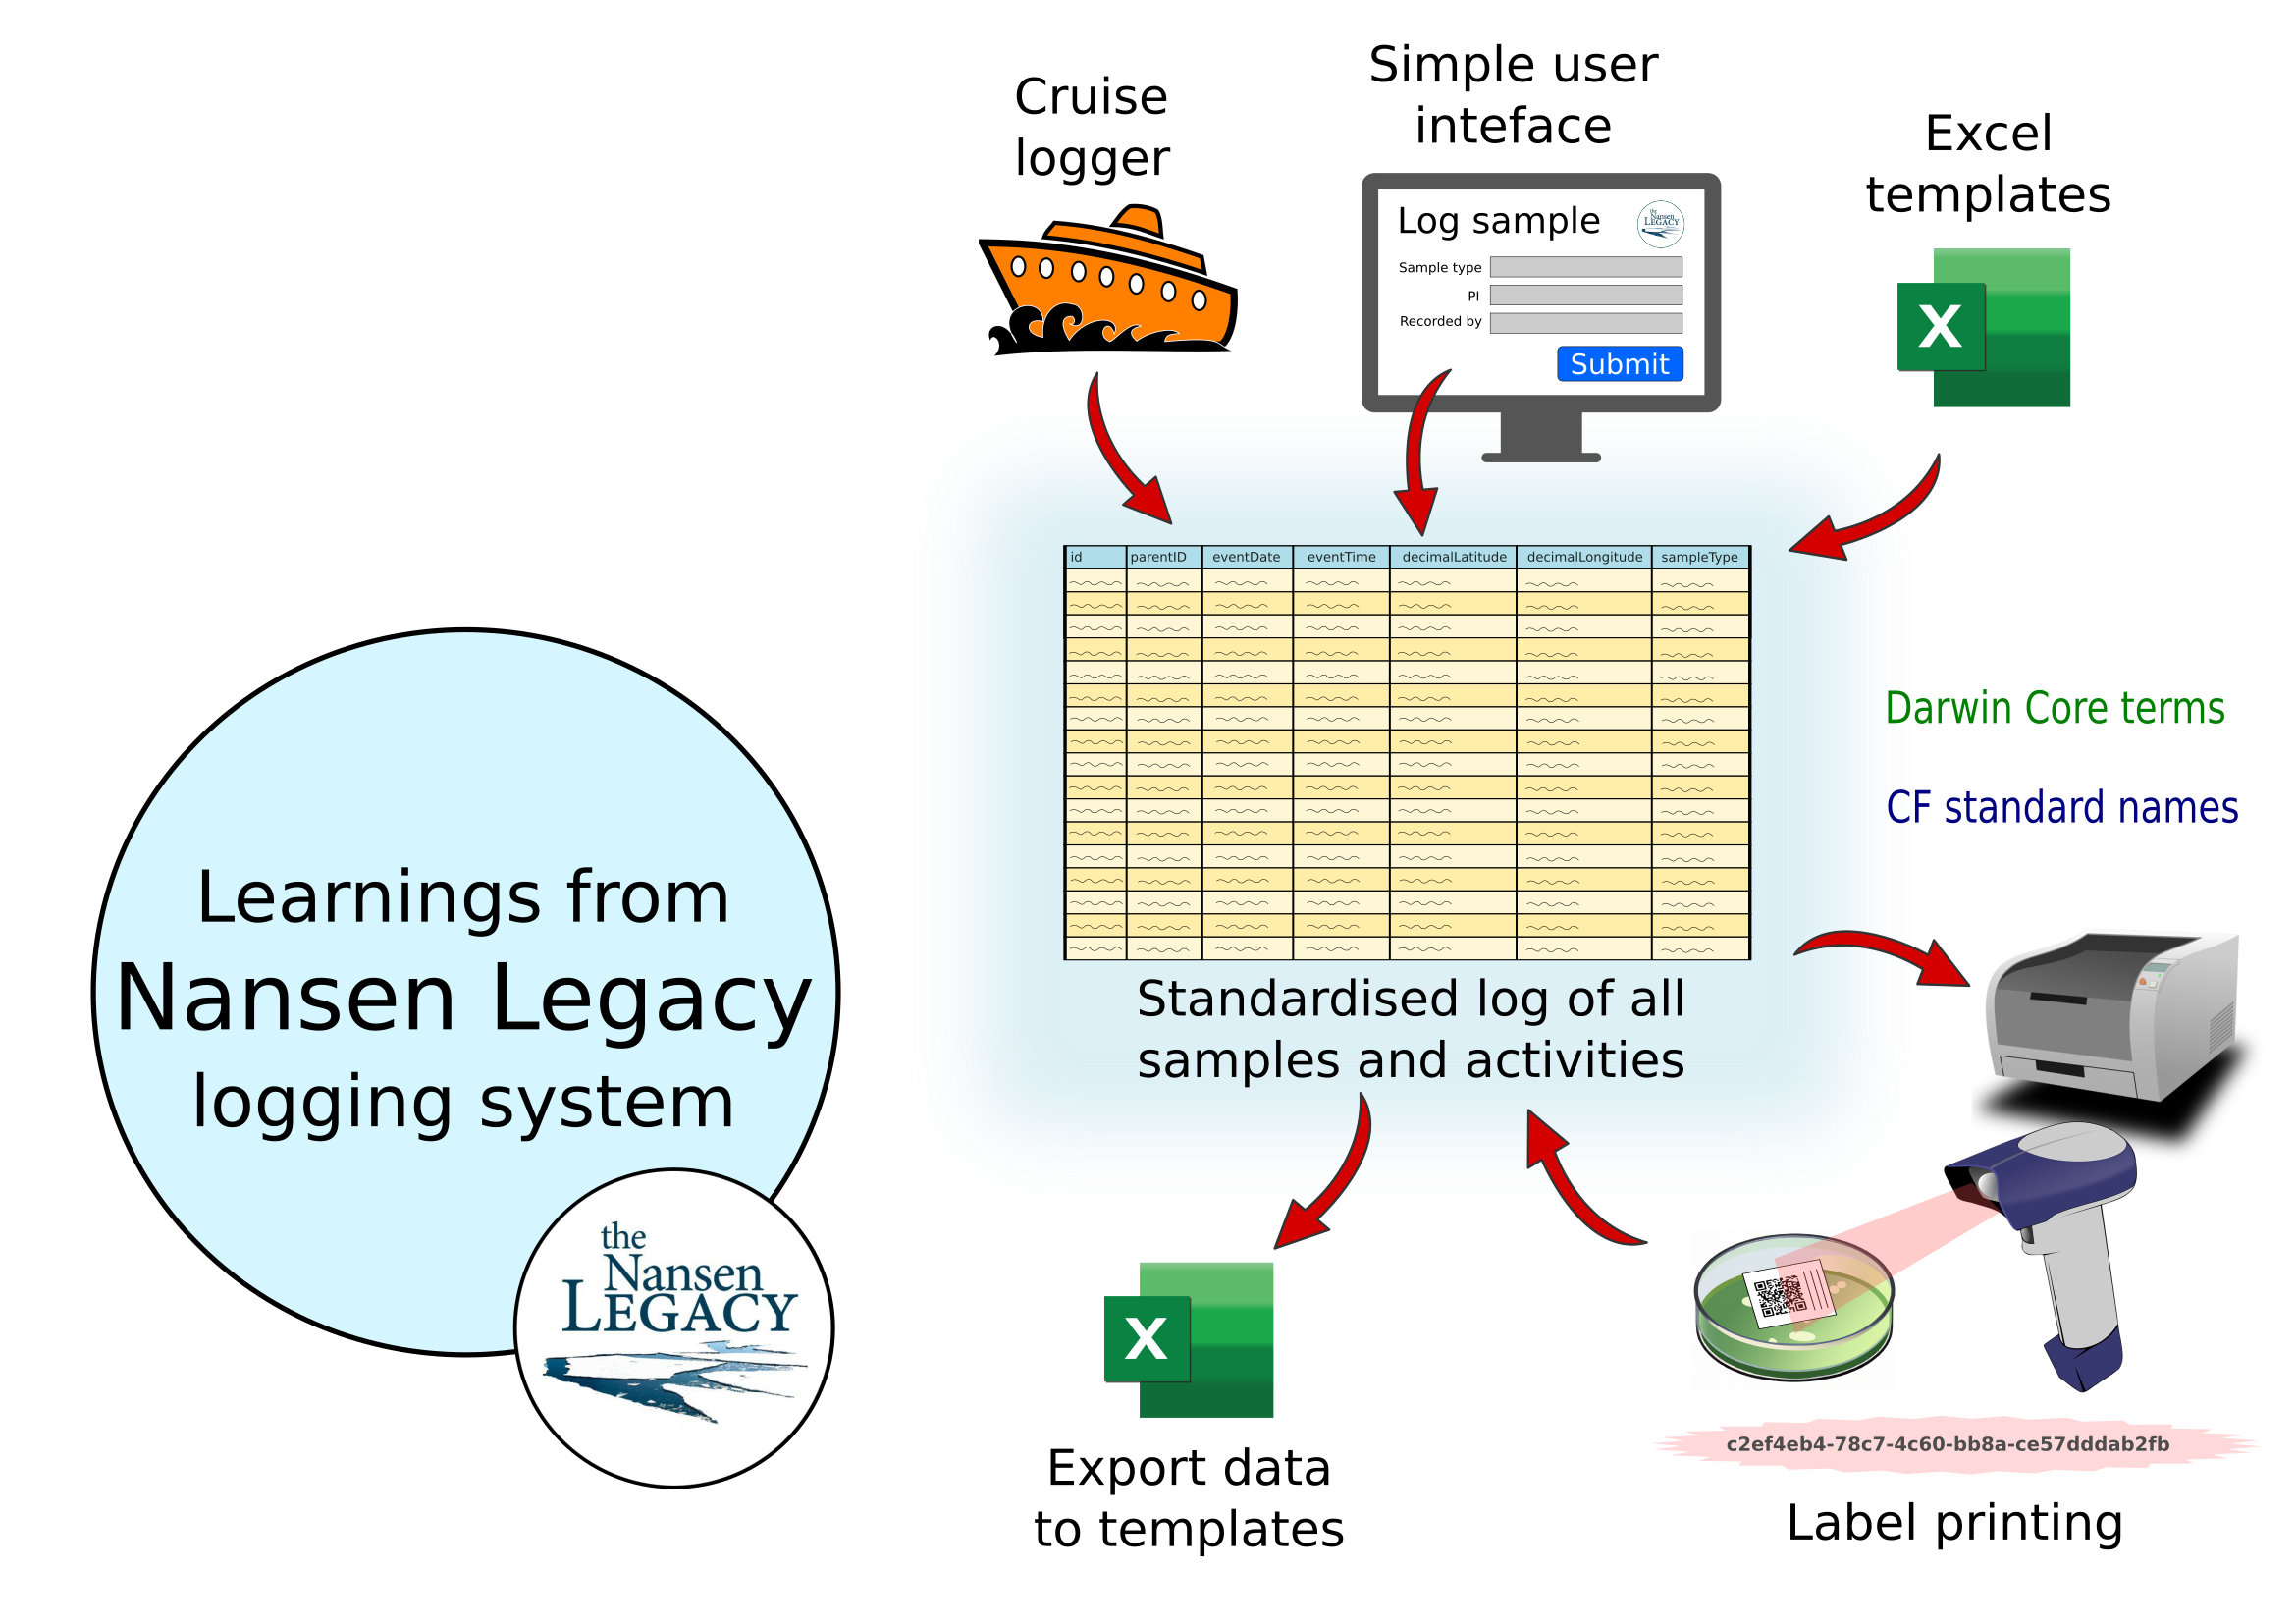 Cruise
logger
Simple user
inteface
Excel
templates
Log sample
the
Nansen
LEGACY
Sample type
PI
Recorded by
Submit
X
id parentID eventDate eventTime decimalLatitude decimalLongitude sampleType
Darwin Core terms
CF standard names
Learnings from
Nansen Legacy
logging system
the
Nansen
LEGACY
Standardised log of all
samples and activities
X
Export data
to templates
c2ef4eb4-78c7-4c60-bb8a-ce57dddab2fb
Label printing